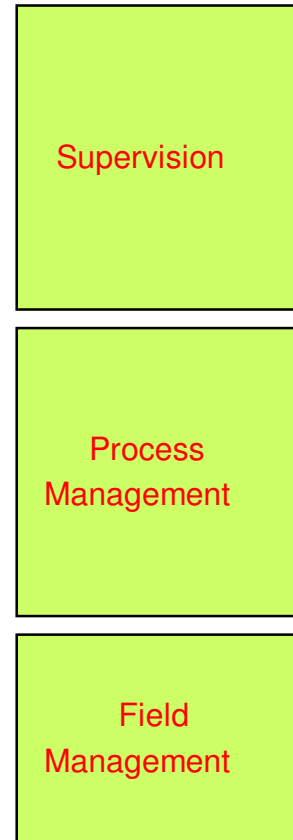 Supervision
Process
Management
Field
Management